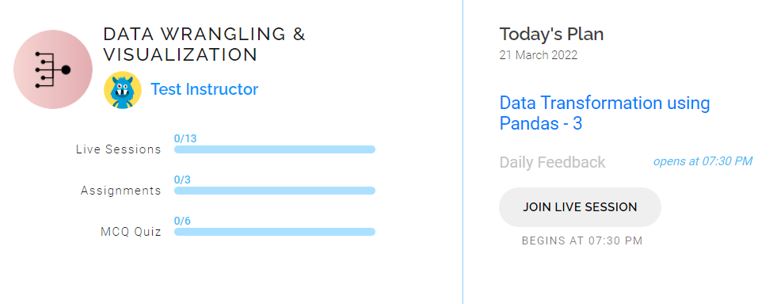 DATA WRANGLING &
VISUALIZATION
Test Instructor
0/13
Live Sessions
0/3
Assignments
0/6
MCQ Quiz
Today's Plan
21 March 2022
Data Transformation using
Pandas - 3
Daily Feedback opens at 07:30 PM
JOIN LIVE SESSION
BEGINS AT 07:30 PM